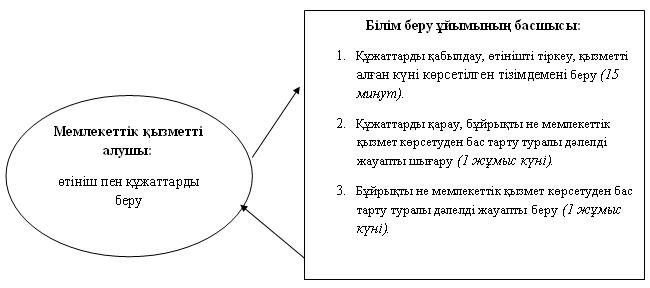 Мемлекеттік қызметті
алушы:
өтініш пен құжаттарды
беру
Білім беру ұйымының басшысы:
1. Құжаттарды қабылдау, өтінішті тіркеу, қызметті
алған күні көрсетілген тізімдемені беру (15
минут).
2. Құжаттарды қарау, бұйрықты не мемлекеттік
қызмет көрсетуден бас тарту туралы дәлелді
жауапты шығару (1 жұмыс күні).
3. Бұйрықты не мемлекеттік қызмет көрсетуден бас
тарту туралы дәлелді жауапты беру (1 жұмыс
күні).